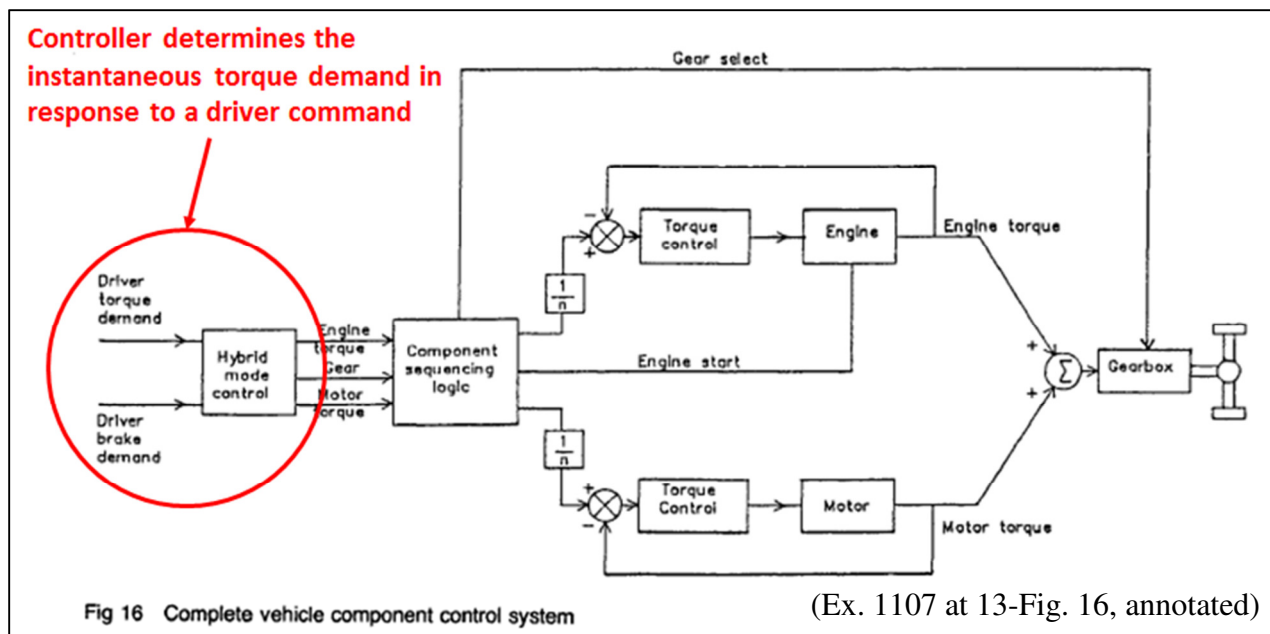 Controller determines the
instantaneous torque demand in
response to a driver command
Gear select
Driver
torque
demand
Driver
brake
demand
Hybrid
mode
control
Engine
torque
Gear
Motor
torque
Component
sequencing
logic
1
n
−
+
Torque
control
Engine
Engine torque
Engine start
1
n
+
−
Torque
Control
Motor
Motor torque
+
+
Σ
Gearbox
Fig 16 Complete vehicle component control system
(Ex. 1107 at 13-Fig. 16, annotated)